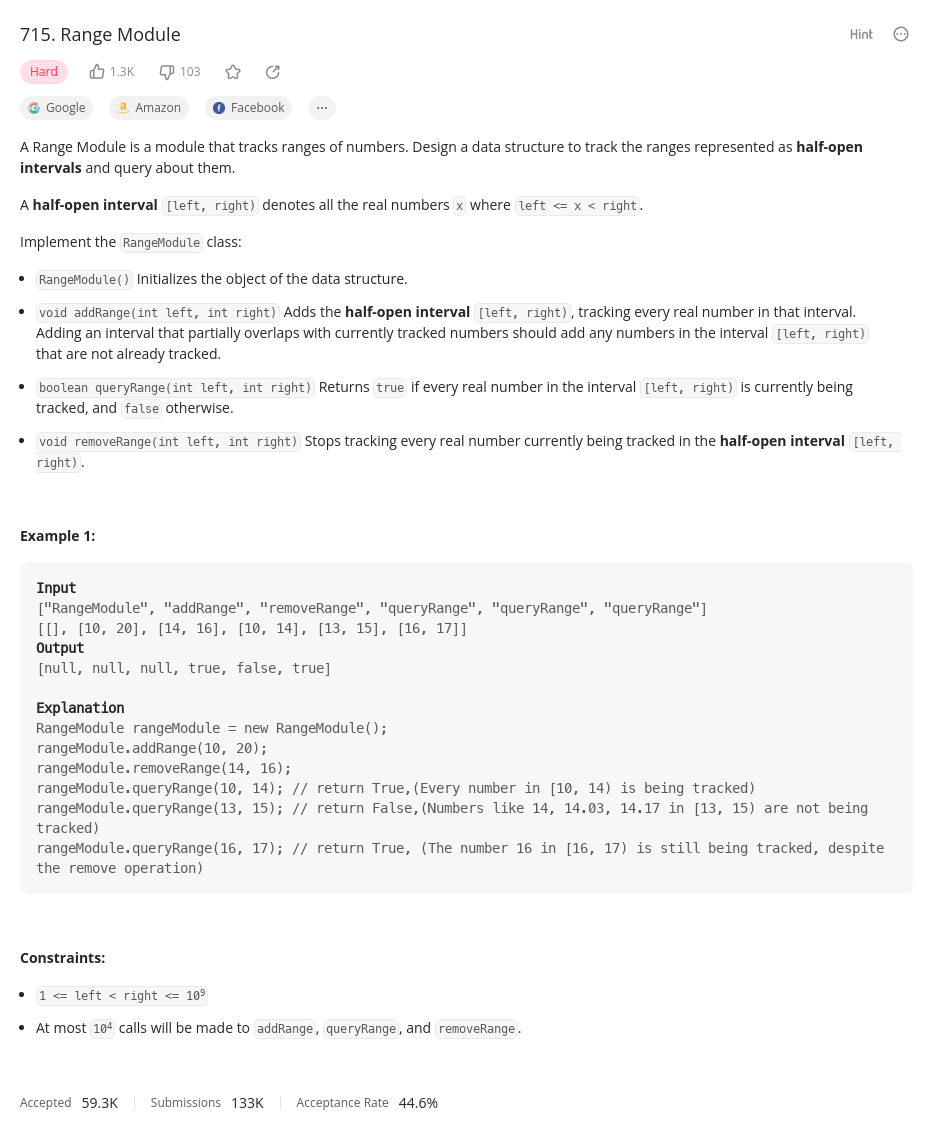 715. Range Module
Hint
Hard
1.3K
103
Google
Amazon
Facebook
...
A Range Module is a module that tracks ranges of numbers. Design a data structure to track the ranges represented as half-open
intervals and query about them.
A half-open interval [left, right) denotes all the real numbers x where left <= x < right.
Implement the RangeModule class:
• RangeModule() Initializes the object of the data structure.
• void addRange(int left, int right) Adds the half-open interval [left, right), tracking every real number in that interval.
Adding an interval that partially overlaps with currently tracked numbers should add any numbers in the interval [left, right)
that are not already tracked.
• boolean queryRange(int left, int right) Returns true if every real number in the interval [left, right) is currently being
tracked, and false otherwise.
• void removeRange(int left, int right) Stops tracking every real number currently being tracked in the half-open interval [left,
right).
Example 1:
Input
["RangeModule", "addRange", "removeRange", "queryRange", "queryRange", "queryRange"]
[[], [10, 20], [14, 16], [10, 14], [13, 15], [16, 17]]
Output
[null, null, null, true, false, true]
Explanation
RangeModule rangeModule = new RangeModule();
rangeModule.addRange(10, 20);
rangeModule.removeRange(14, 16);
rangeModule.queryRange(10, 14); // return True,(Every number in [10, 14) is being tracked)
rangeModule.queryRange(13, 15); // return False,(Numbers like 14, 14.03, 14.17 in [13, 15) are not being
tracked)
rangeModule.queryRange(16, 17); // return True, (The number 16 in [16, 17) is still being tracked, despite
the remove operation)
Constraints:
• 1 <= left < right <= 10⁹
• At most 10⁴ calls will be made to addRange, queryRange, and removeRange.
Accepted 59.3K Submissions 133K Acceptance Rate 44.6%